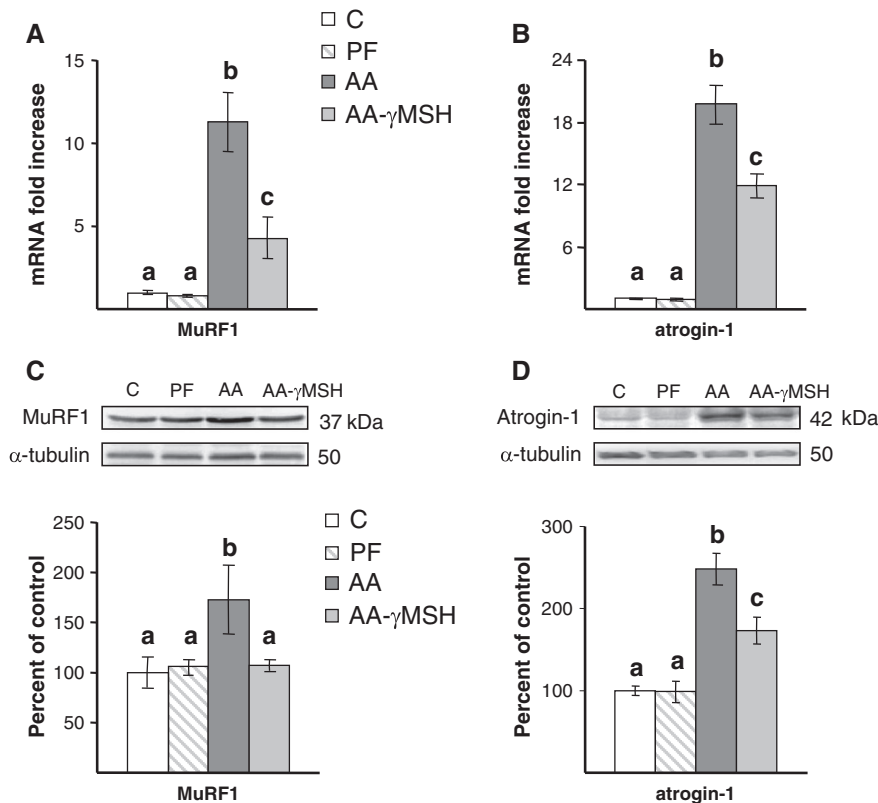 A
C
PF
AA
AA-γMSH
mRNA fold increase
15
10
5
a
a
b
c
MuRF1
B
mRNA fold increase
24
18
12
6
a
a
b
c
atrogin-1
C
C PF AA AA-γMSH
MuRF1 37 kDa
α-tubulin 50
Percent of control
250
200
150
100
50
a
a
b
a
MuRF1
C
PF
AA
AA-γMSH
D
C PF AA AA-γMSH
Atrogin-1 42 kDa
α-tubulin 50
Percent of control
300
200
100
a
a
b
c
atrogin-1